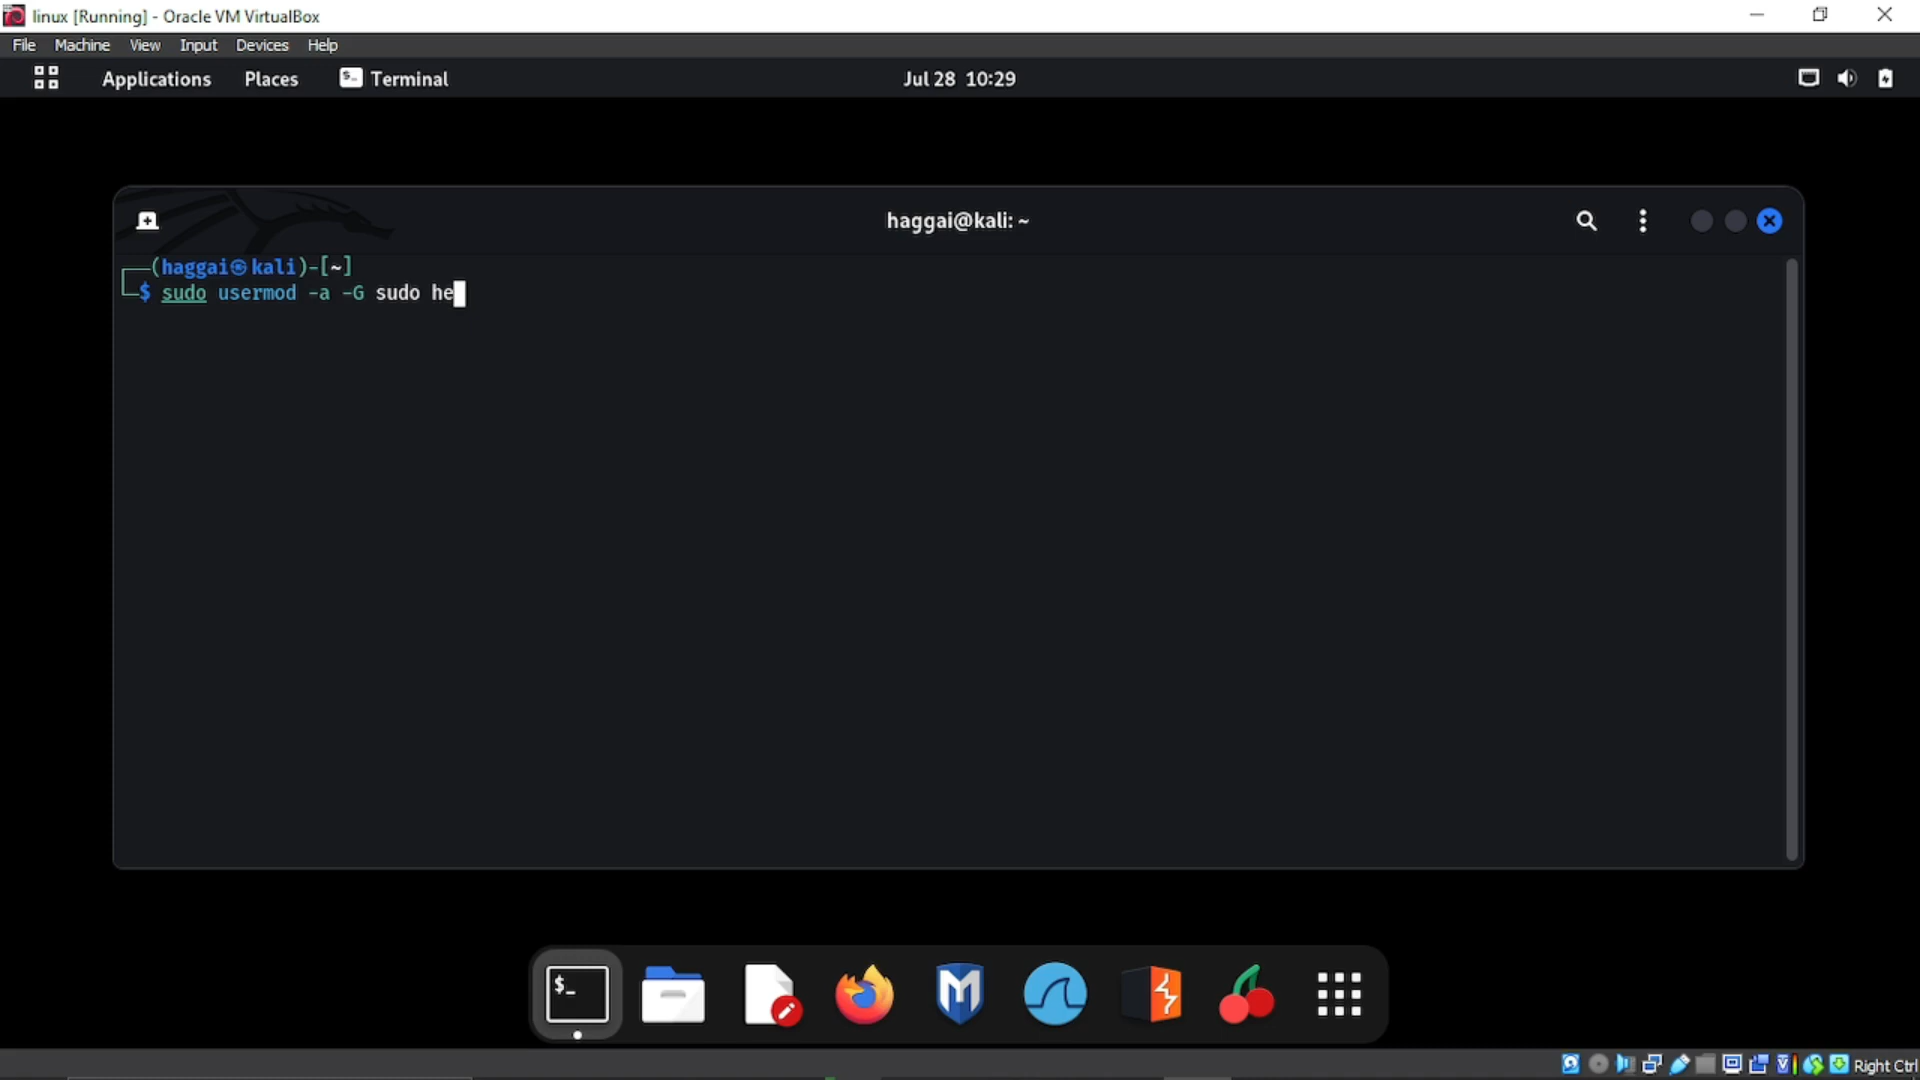 linux [Running] - Oracle VM VirtualBox
File Machine View Input Devices Help
Applications Places Terminal Jul 28 10:29
haggai@kali: ~
┌──(haggai㉿kali)-[~]
└─$ sudo usermod -a -G sudo he
$_
Right Ctrl